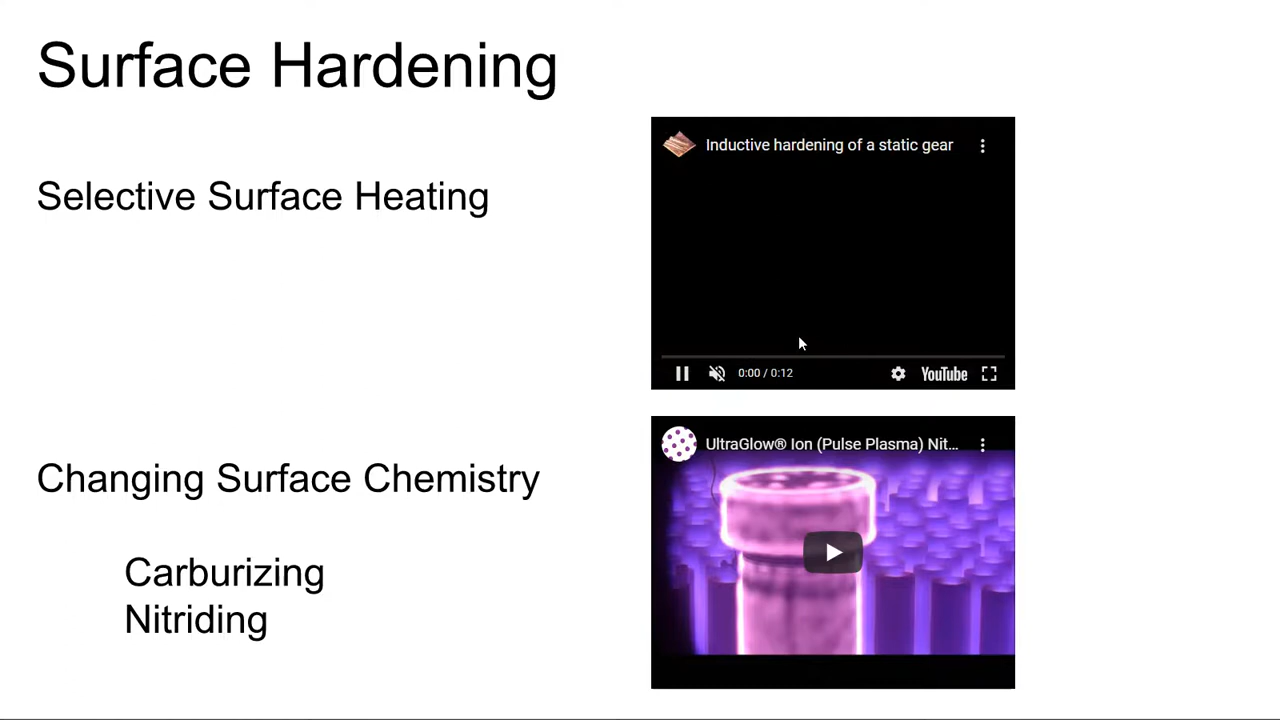 Surface Hardening
Inductive hardening of a static gear
Selective Surface Heating
0:00 / 0:12
YouTube
UltraGlow® Ion (Pulse Plasma) Nit...
Changing Surface Chemistry
Carburizing
Nitriding